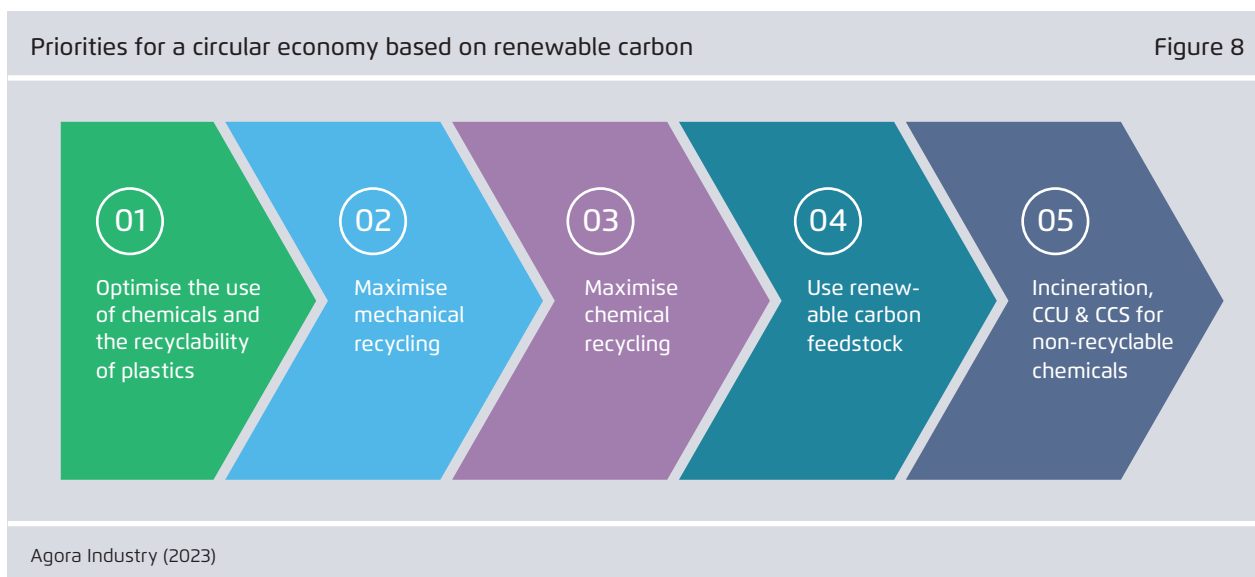 Priorities for a circular economy based on renewable carbon
Figure 8
01
Optimise the use
of chemicals and
the recyclability
of plastics
02
Maximise
mechanical
recycling
03
Maximise
chemical
recycling
04
Use renew-
able carbon
feedstock
05
Incineration,
CCU & CCS for
non-recyclable
chemicals
Agora Industry (2023)